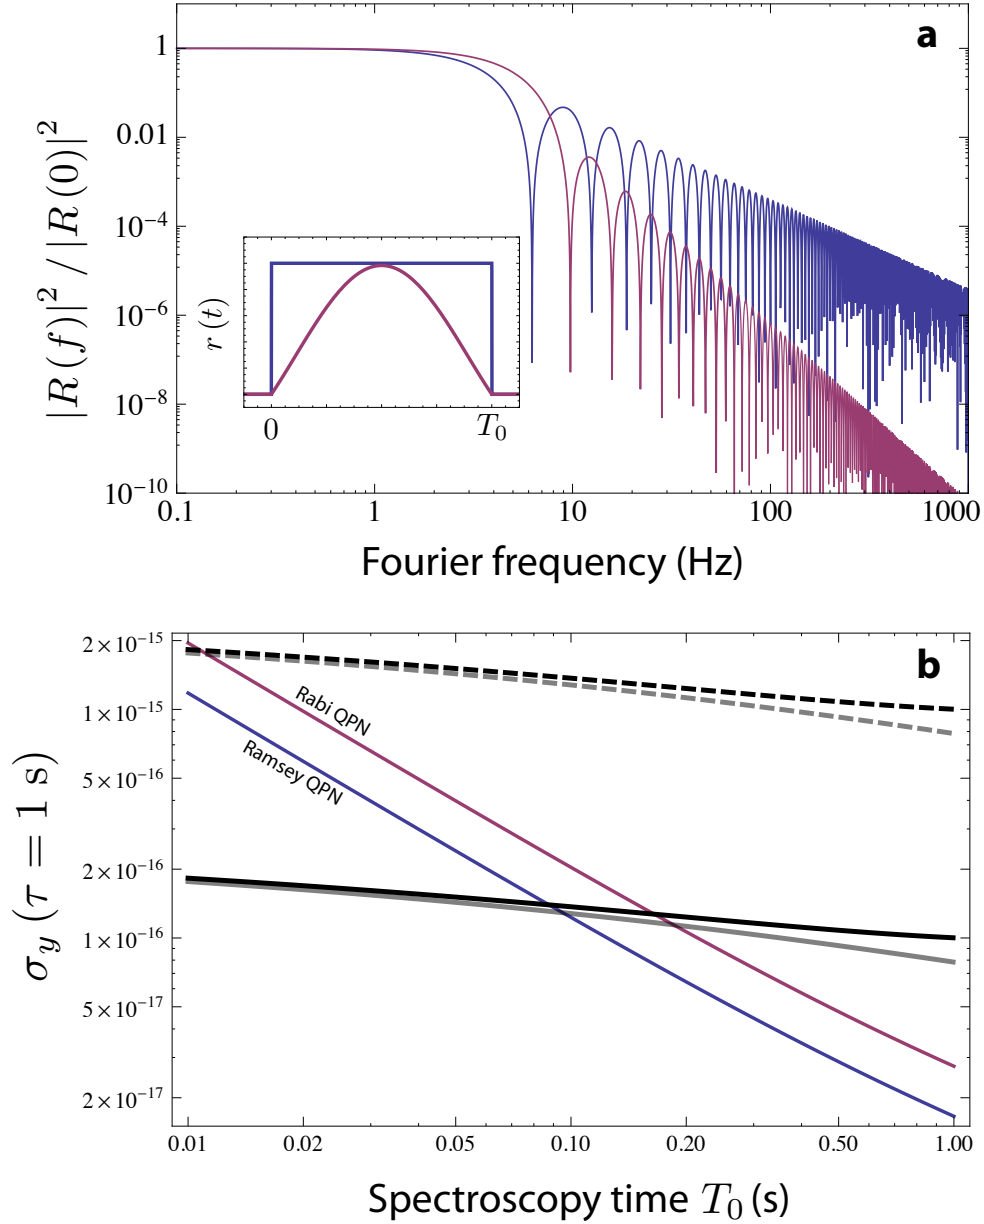 a
|R (f)|² / |R (0)|²
1
0.01
10⁻⁴
10⁻⁶
10⁻⁸
10⁻¹⁰
r (t)
0 T₀
0.1 1 10 100 1000
Fourier frequency (Hz)
b
σ_y (τ = 1 s)
2×10⁻¹⁵
1×10⁻¹⁵
5×10⁻¹⁶
2×10⁻¹⁶
1×10⁻¹⁶
5×10⁻¹⁷
2×10⁻¹⁷
Rabi QPN
Ramsey QPN
0.01 0.02 0.05 0.10 0.20 0.50 1.00
Spectroscopy time T₀ (s)